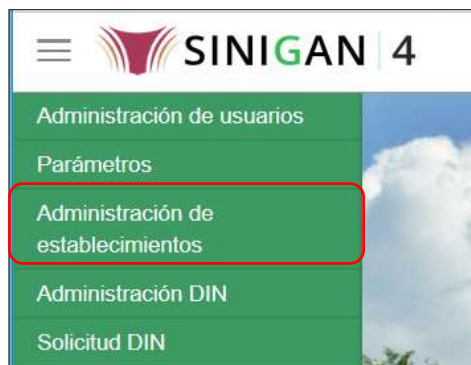 SINIGAN 4
Administración de usuarios
Parámetros
Administración de
establecimientos
Administración DIN
Solicitud DIN